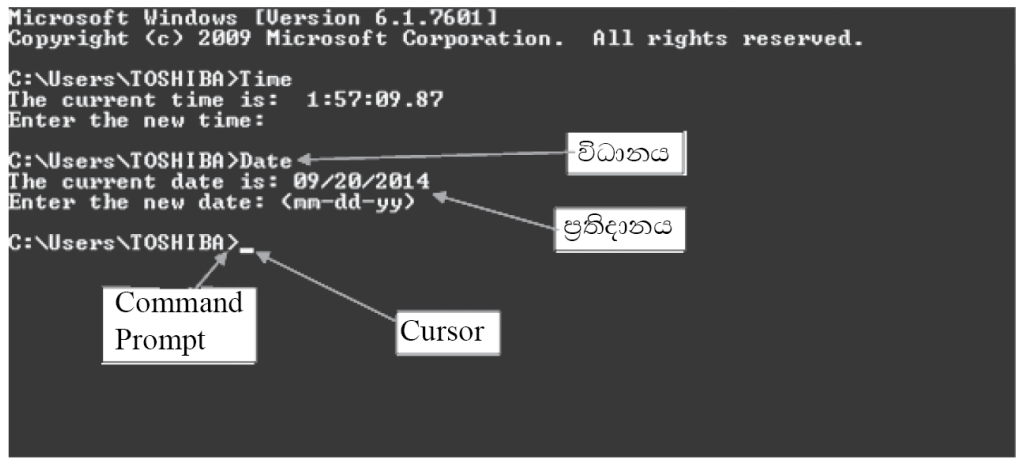 Microsoft Windows [Version 6.1.7601]
Copyright (c) 2009 Microsoft Corporation.  All rights reserved.
C:\Users\TOSHIBA>Time
The current time is:  1:57:09.87
Enter the new time:
C:\Users\TOSHIBA>Date
විධානය
The current date is: 09/20/2014
Enter the new date: (mm-dd-yy)
ප්‍රතිදානය
C:\Users\TOSHIBA>_
Command
Prompt
Cursor